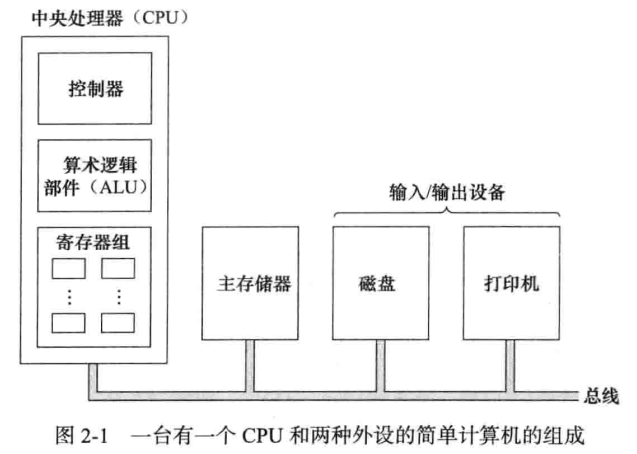 中央处理器（CPU）
控制器
算术逻辑
部件（ALU）
寄存器组
主存储器
输入/输出设备
磁盘
打印机
总线
图 2-1 一台有一个 CPU 和两种外设的简单计算机的组成